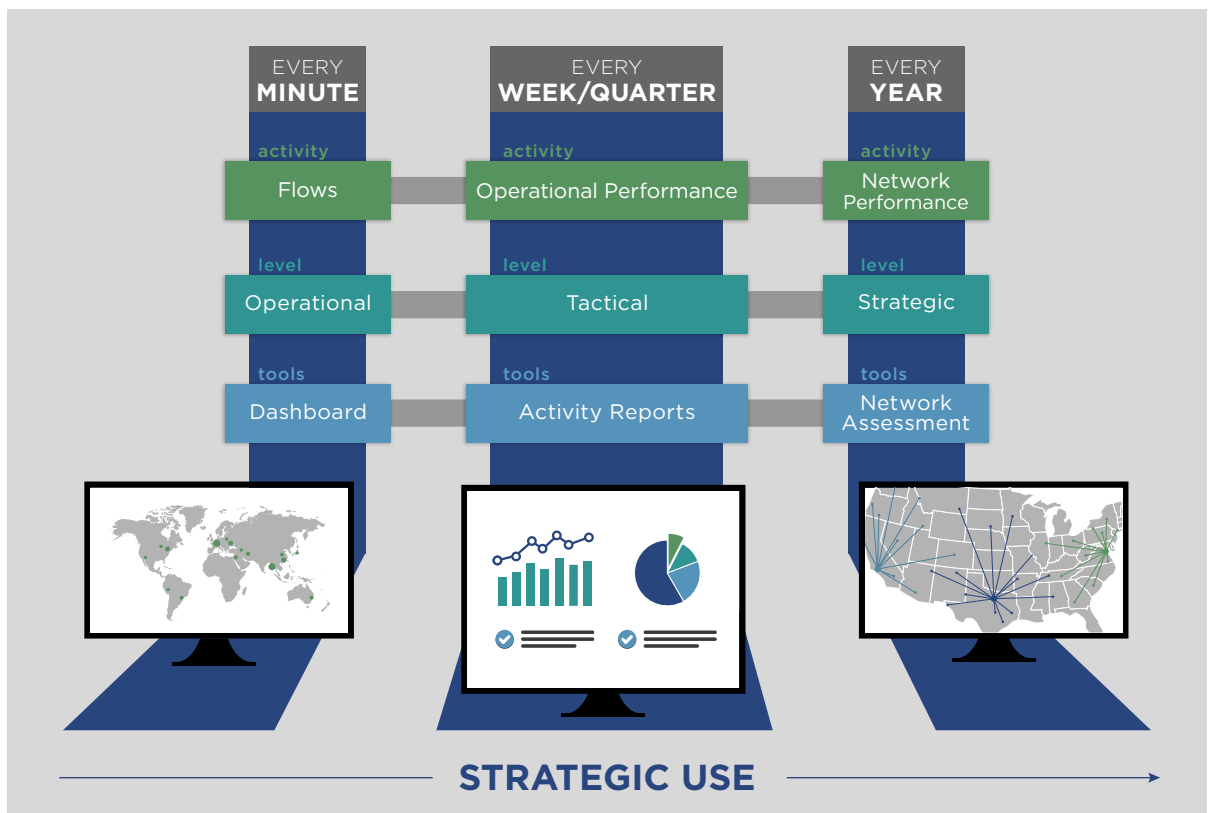 EVERY
MINUTE
EVERY
WEEK/QUARTER
EVERY
YEAR
activity
activity
activity
Flows
Operational Performance
Network
Performance
level
level
level
Operational
Tactical
Strategic
tools
tools
tools
Dashboard
Activity Reports
Network
Assessment
STRATEGIC USE